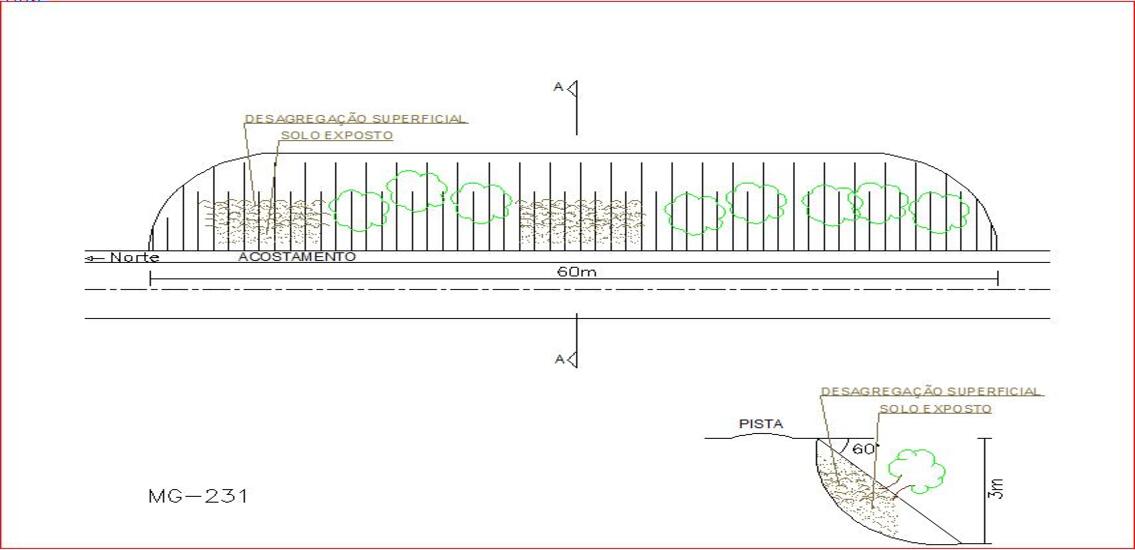 A
DESAGREGAÇÃO SUPERFICIAL
SOLO EXPOSTO
Norte
ACOSTAMENTO
60m
A
DESAGREGAÇÃO SUPERFICIAL
SOLO EXPOSTO
PISTA
60°
3m
MG-231